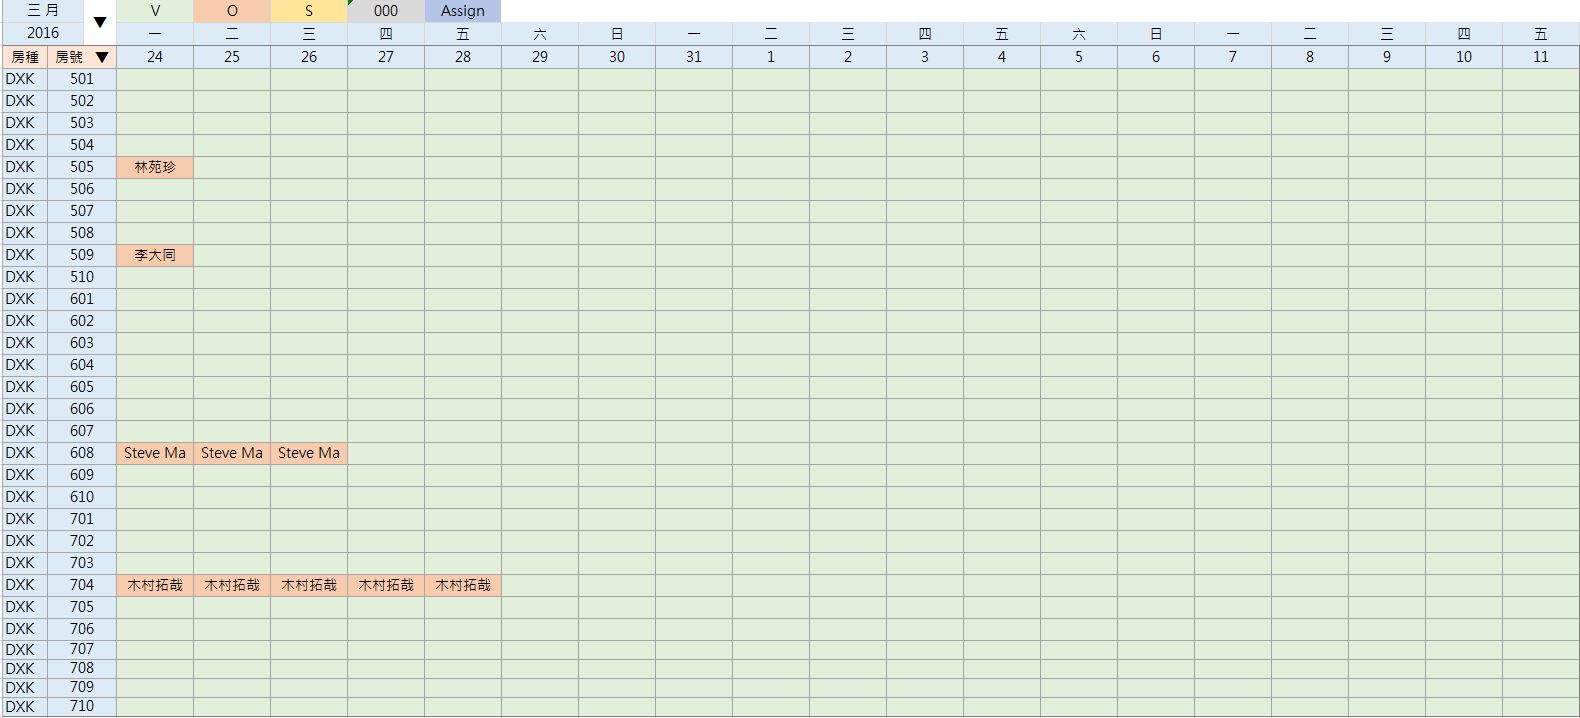 三月 ▼ V O S 000 Assign
2016 一 二 三 四 五 六 日 一 二 三 四 五 六 日 一 二 三 四 五
房種 房號 ▼ 24 25 26 27 28 29 30 31 1 2 3 4 5 6 7 8 9 10 11
DXK 501
DXK 502
DXK 503
DXK 504
DXK 505 林苑珍
DXK 506
DXK 507
DXK 508
DXK 509 李大同
DXK 510
DXK 601
DXK 602
DXK 603
DXK 604
DXK 605
DXK 606
DXK 607
DXK 608 Steve Ma Steve Ma Steve Ma
DXK 609
DXK 610
DXK 701
DXK 702
DXK 703
DXK 704 木村拓哉 木村拓哉 木村拓哉 木村拓哉 木村拓哉
DXK 705
DXK 706
DXK 707
DXK 708
DXK 709
DXK 710